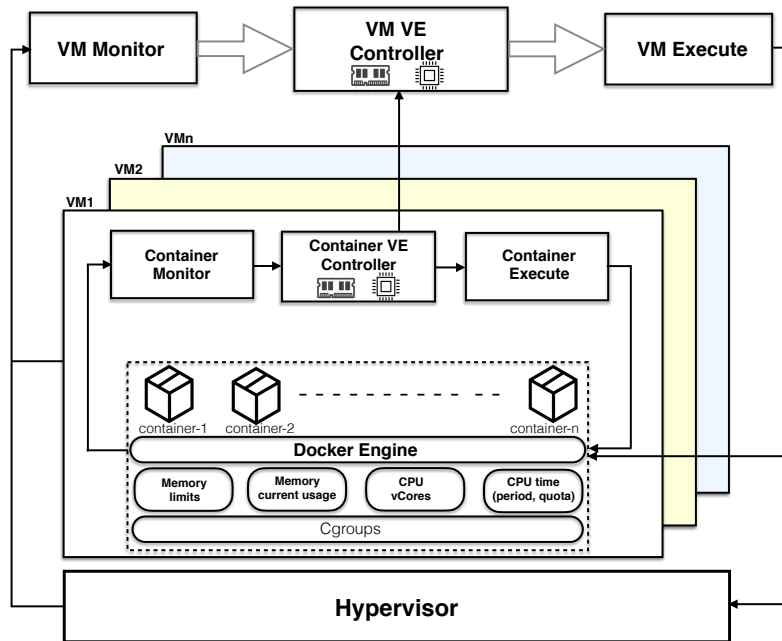 VM Monitor
VM VE
Controller
VM Execute
VMn
VM2
VM1
Container
Monitor
Container VE
Controller
Container
Execute
container-1
container-2
container-n
Docker Engine
Memory
limits
Memory
current usage
CPU
vCores
CPU time
(period, quota)
Cgroups
Hypervisor